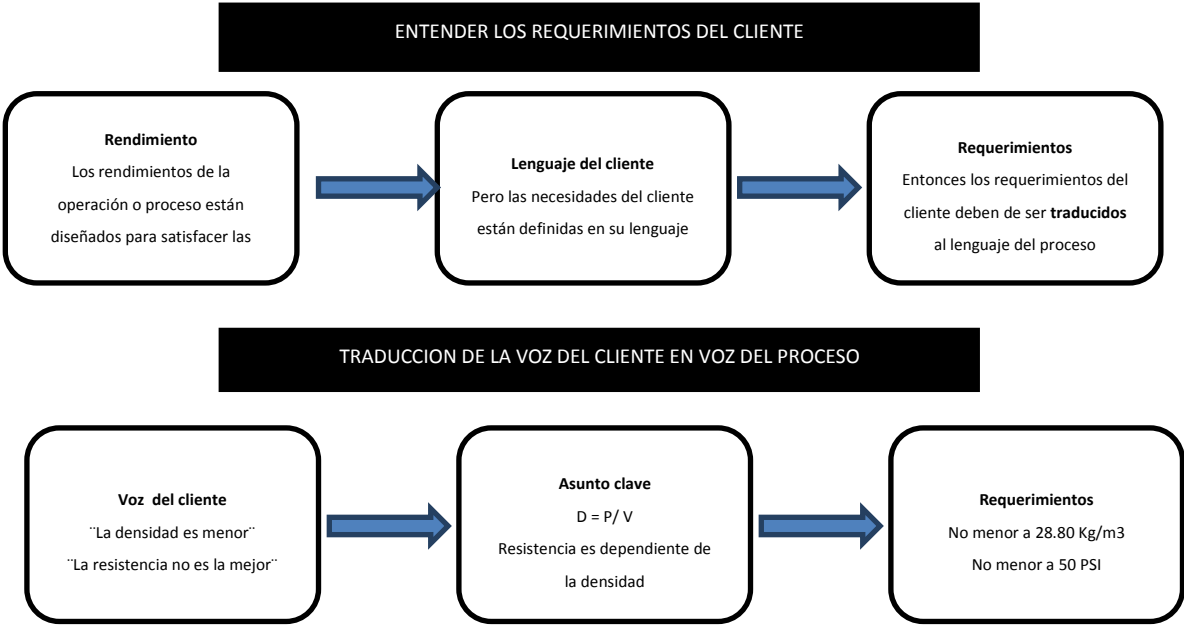 ENTENDER LOS REQUERIMIENTOS DEL CLIENTE
Rendimiento
Los rendimientos de la
operación o proceso están
diseñados para satisfacer las
Lenguaje del cliente
Pero las necesidades del cliente
están definidas en su lenguaje
Requerimientos
Entonces los requerimientos del
cliente deben de ser traducidos
al lenguaje del proceso
TRADUCCION DE LA VOZ DEL CLIENTE EN VOZ DEL PROCESO
Voz del cliente
¨La densidad es menor¨
¨La resistencia no es la mejor¨
Asunto clave
D = P/ V
Resistencia es dependiente de
la densidad
Requerimientos
No menor a 28.80 Kg/m3
No menor a 50 PSI